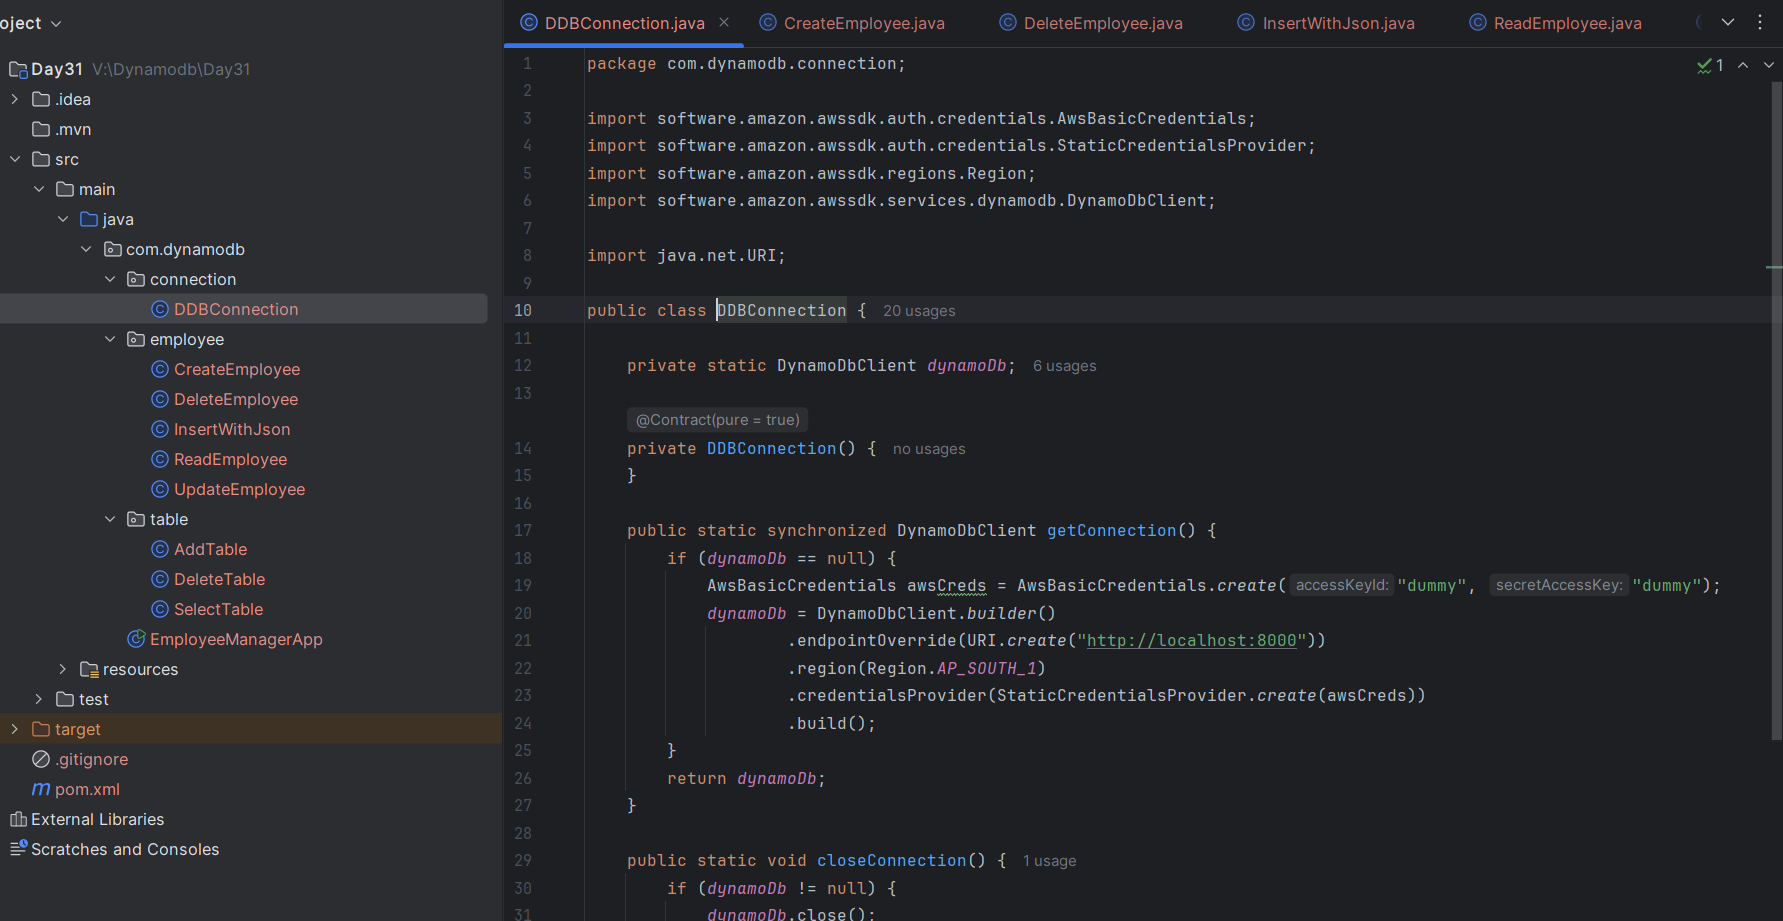 oject
Day31 V:\Dynamodb\Day31
.idea
.mvn
src
main
java
com.dynamodb
connection
DDBConnection
employee
CreateEmployee
DeleteEmployee
InsertWithJson
ReadEmployee
UpdateEmployee
table
AddTable
DeleteTable
SelectTable
EmployeeManagerApp
resources
test
target
.gitignore
pom.xml
External Libraries
Scratches and Consoles
DDBConnection.java CreateEmployee.java DeleteEmployee.java InsertWithJson.java ReadEmployee.java
1
1 package com.dynamodb.connection;
2
3 import software.amazon.awssdk.auth.credentials.AwsBasicCredentials;
4 import software.amazon.awssdk.auth.credentials.StaticCredentialsProvider;
5 import software.amazon.awssdk.regions.Region;
6 import software.amazon.awssdk.services.dynamodb.DynamoDbClient;
7
8 import java.net.URI;
9
10 public class DDBConnection { 20 usages
11
12 private static DynamoDbClient dynamoDb; 6 usages
13
@Contract(pure = true)
14 private DDBConnection() { no usages
15 }
16
17 public static synchronized DynamoDbClient getConnection() {
18 if (dynamoDb == null) {
19 AwsBasicCredentials awsCreds = AwsBasicCredentials.create( accessKeyId: "dummy", secretAccessKey: "dummy");
20 dynamoDb = DynamoDbClient.builder()
21 .endpointOverride(URI.create("http://localhost:8000"))
22 .region(Region.AP_SOUTH_1)
23 .credentialsProvider(StaticCredentialsProvider.create(awsCreds))
24 .build();
25 }
26 return dynamoDb;
27 }
28
29 public static void closeConnection() { 1 usage
30 if (dynamoDb != null) {
31 dynamoDb.close();